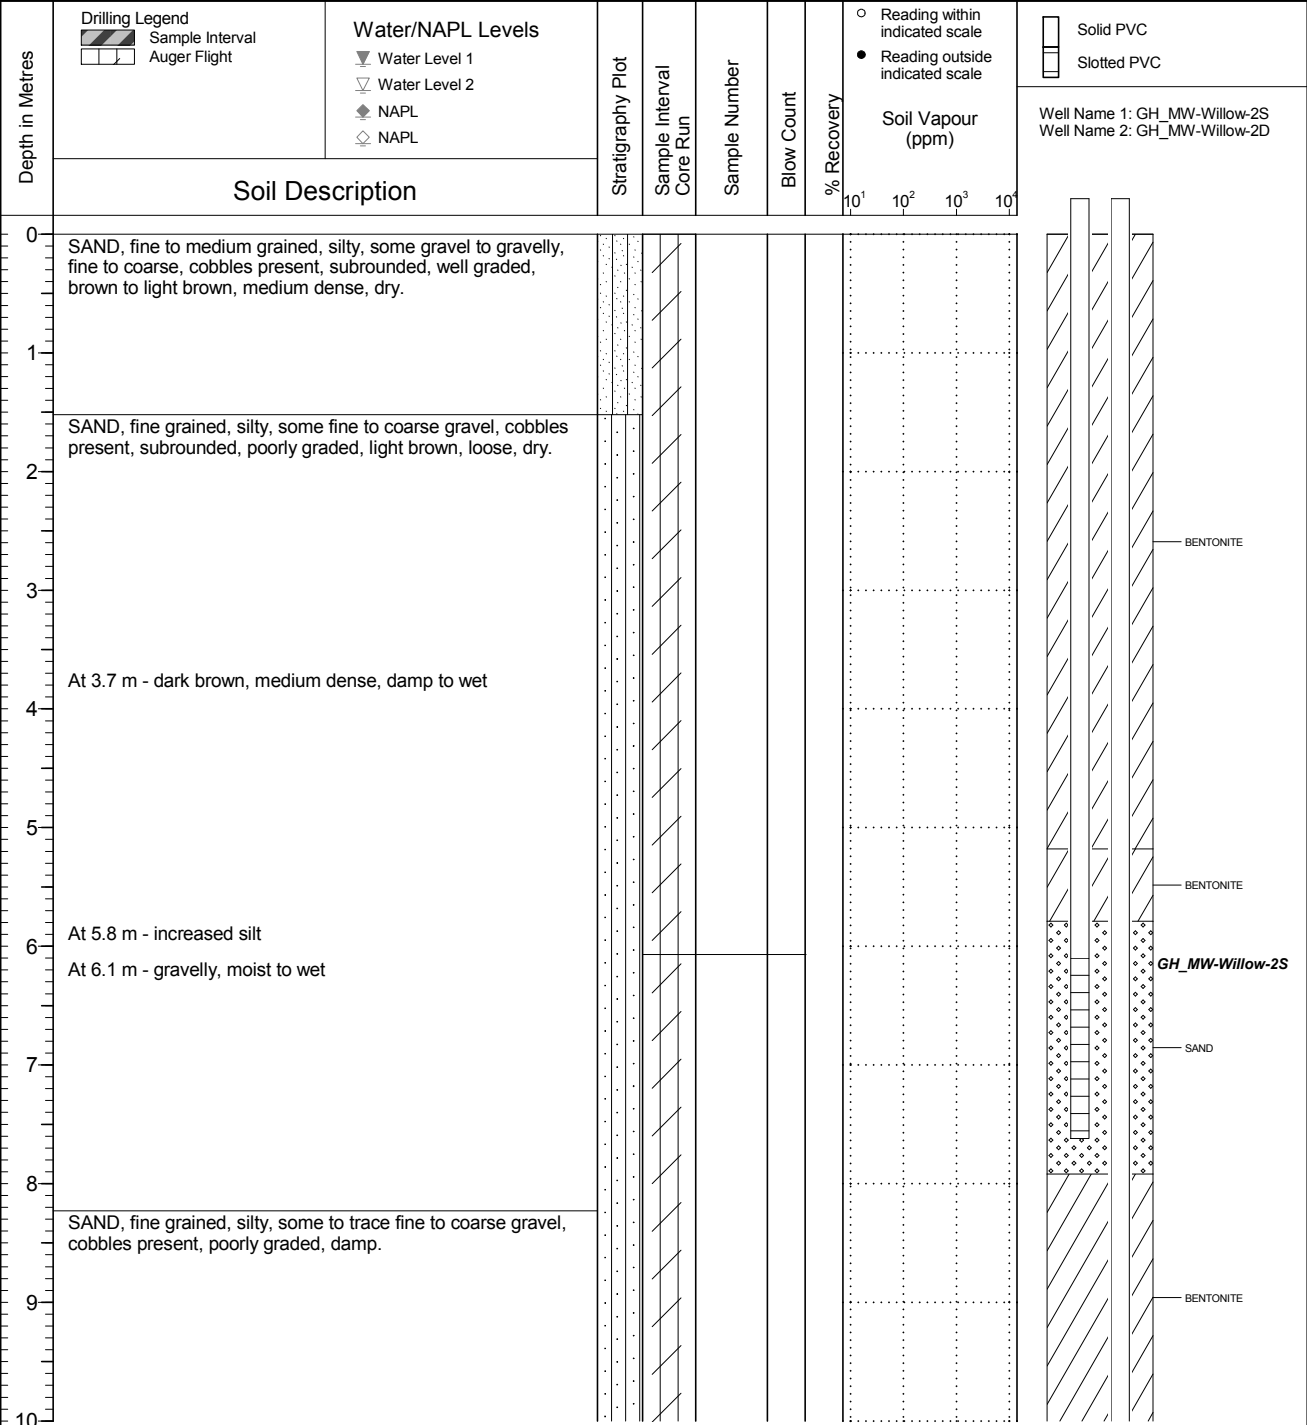 Depth in Metres
Drilling Legend
Sample Interval
Auger Flight
Water/NAPL Levels
Water Level 1
Water Level 2
NAPL
NAPL
Soil Description
Stratigraphy Plot
Sample Interval
Core Run
Sample Number
Blow Count
% Recovery
Reading within
indicated scale
Reading outside
indicated scale
Soil Vapour
(ppm)
10¹ 10² 10³ 10⁴
Solid PVC
Slotted PVC
Well Name 1: GH_MW-Willow-2S
Well Name 2: GH_MW-Willow-2D
0
SAND, fine to medium grained, silty, some gravel to gravelly,
fine to coarse, cobbles present, subrounded, well graded,
brown to light brown, medium dense, dry.
1
SAND, fine grained, silty, some fine to coarse gravel, cobbles
present, subrounded, poorly graded, light brown, loose, dry.
2
BENTONITE
3
At 3.7 m - dark brown, medium dense, damp to wet
4
5
BENTONITE
At 5.8 m - increased silt
6
At 6.1 m - gravelly, moist to wet
GH_MW-Willow-2S
SAND
7
8
SAND, fine grained, silty, some to trace fine to coarse gravel,
cobbles present, poorly graded, damp.
9
BENTONITE
10